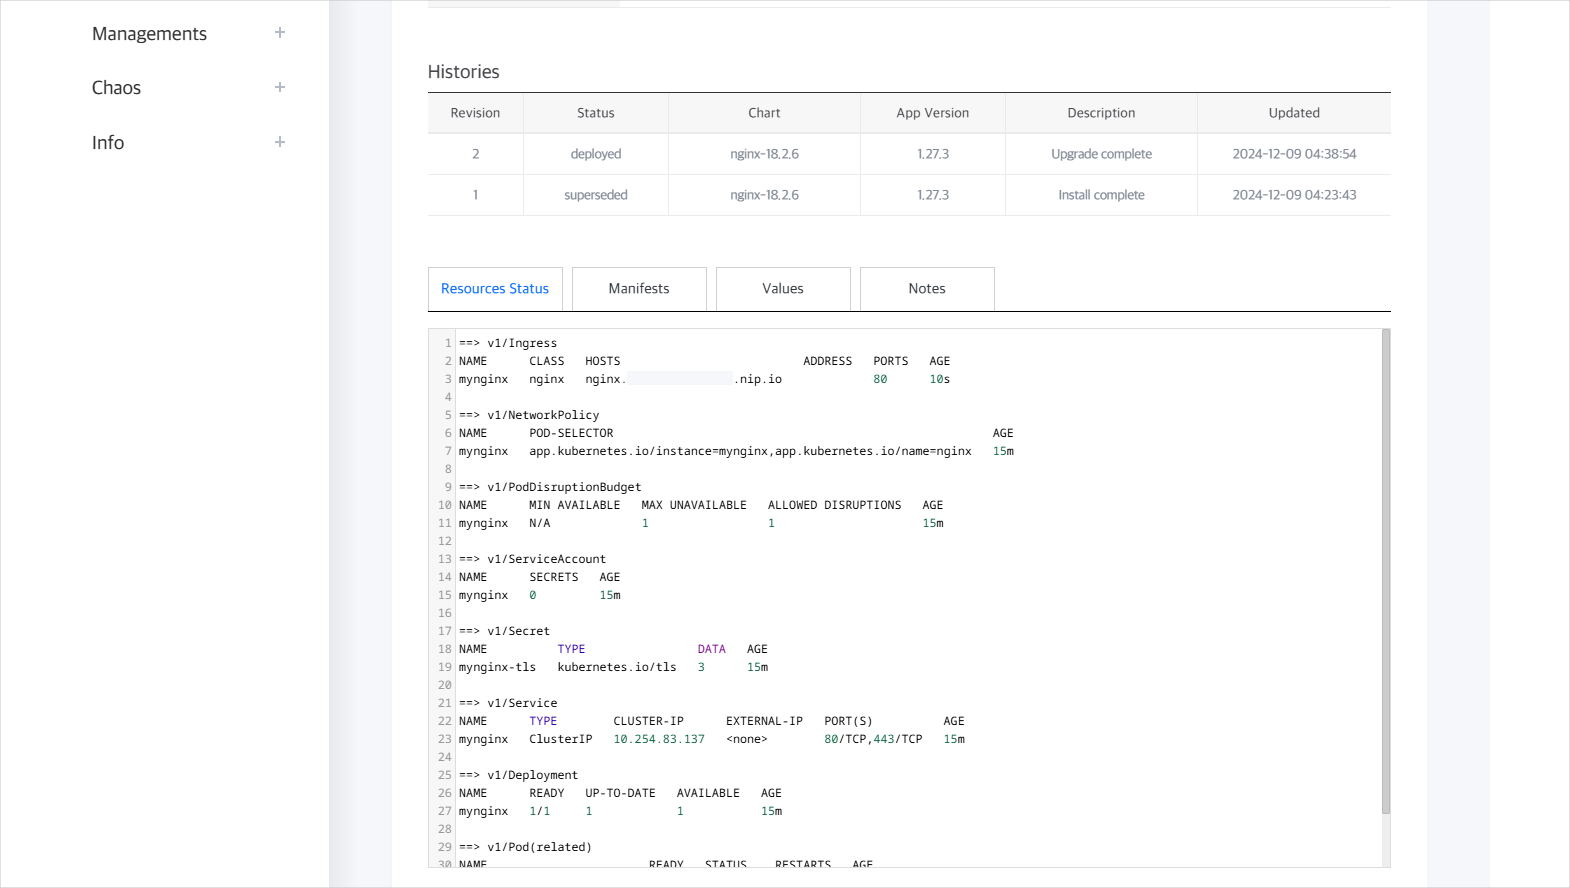 Managements +
Chaos +
Info +
Histories
Revision Status Chart App Version Description Updated
2 deployed nginx-18.2.6 1.27.3 Upgrade complete 2024-12-09 04:38:54
1 superseded nginx-18.2.6 1.27.3 Install complete 2024-12-09 04:23:43
Resources Status Manifests Values Notes
1 ==> v1/Ingress
2 NAME CLASS HOSTS ADDRESS PORTS AGE
3 mynginx nginx nginx. .nip.io 80 10s
4
5 ==> v1/NetworkPolicy
6 NAME POD-SELECTOR AGE
7 mynginx app.kubernetes.io/instance=mynginx,app.kubernetes.io/name=nginx 15m
8
9 ==> v1/PodDisruptionBudget
10 NAME MIN AVAILABLE MAX UNAVAILABLE ALLOWED DISRUPTIONS AGE
11 mynginx N/A 1 1 15m
12
13 ==> v1/ServiceAccount
14 NAME SECRETS AGE
15 mynginx 0 15m
16
17 ==> v1/Secret
18 NAME TYPE DATA AGE
19 mynginx-tls kubernetes.io/tls 3 15m
20
21 ==> v1/Service
22 NAME TYPE CLUSTER-IP EXTERNAL-IP PORT(S) AGE
23 mynginx ClusterIP 10.254.83.137 <none> 80/TCP,443/TCP 15m
24
25 ==> v1/Deployment
26 NAME READY UP-TO-DATE AVAILABLE AGE
27 mynginx 1/1 1 1 15m
28
29 ==> v1/Pod(related)
30 NAME READY STATUS RESTARTS AGE